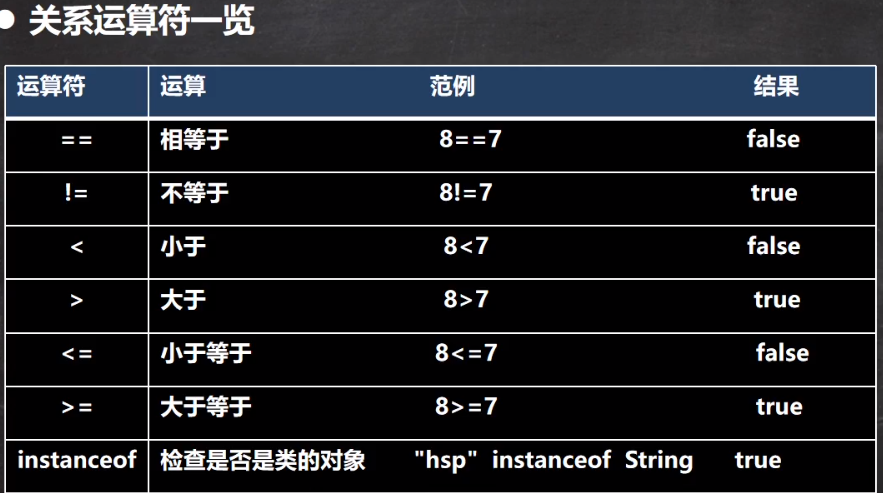 ● 关系运算符一览
运算符 运算 范例 结果
== 相等于 8==7 false
!= 不等于 8!=7 true
< 小于 8<7 false
> 大于 8>7 true
<= 小于等于 8<=7 false
>= 大于等于 8>=7 true
instanceof 检查是否是类的对象 "hsp" instanceof String true